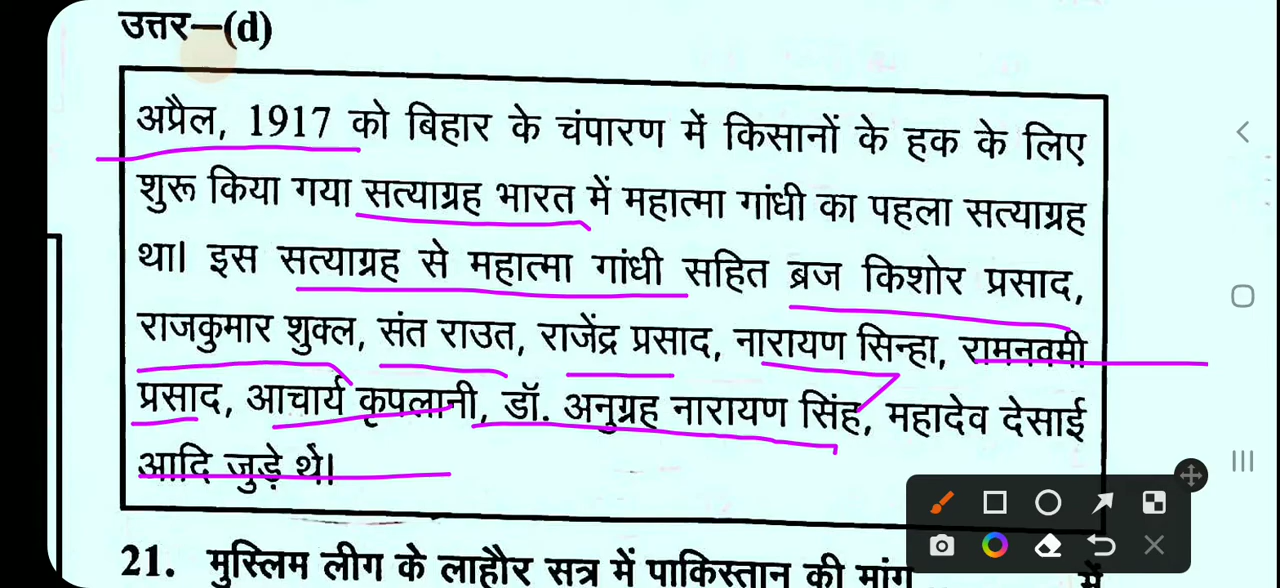 उत्तर—(d)
अप्रैल, 1917 को बिहार के चंपारण में किसानों के हक के लिए
शुरू किया गया सत्याग्रह भारत में महात्मा गांधी का पहला सत्याग्रह
था। इस सत्याग्रह से महात्मा गांधी सहित ब्रज किशोर प्रसाद,
राजकुमार शुक्ल, संत राउत, राजेंद्र प्रसाद, नारायण सिन्हा, रामनवमी
प्रसाद, आचार्य कृपलानी, डॉ. अनुग्रह नारायण सिंह, महादेव देसाई
आदि जुड़े थे।
21. मुस्लिम लीग के लाहौर सत्र में पाकिस्तान की मांग में